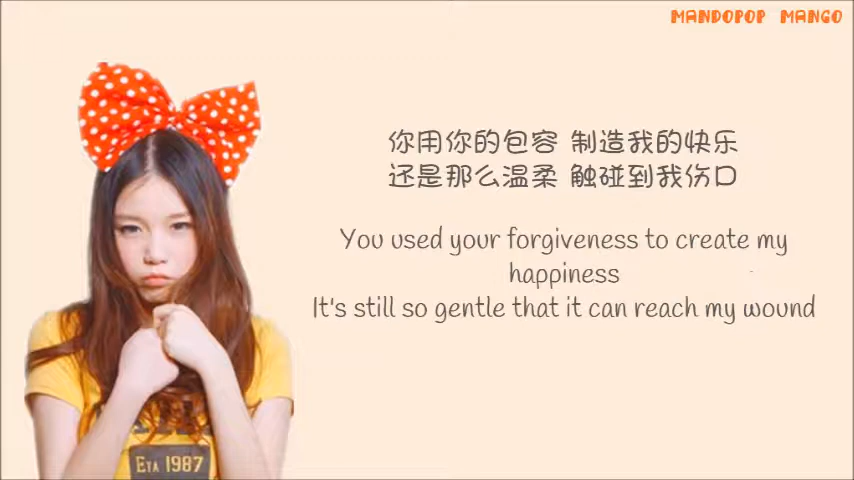 MANDOPOP MANGO
你用你的包容 制造我的快乐
还是那么温柔 触碰到我伤口
You used your forgiveness to create my
happiness
It's still so gentle that it can reach my wound
EYA 1987